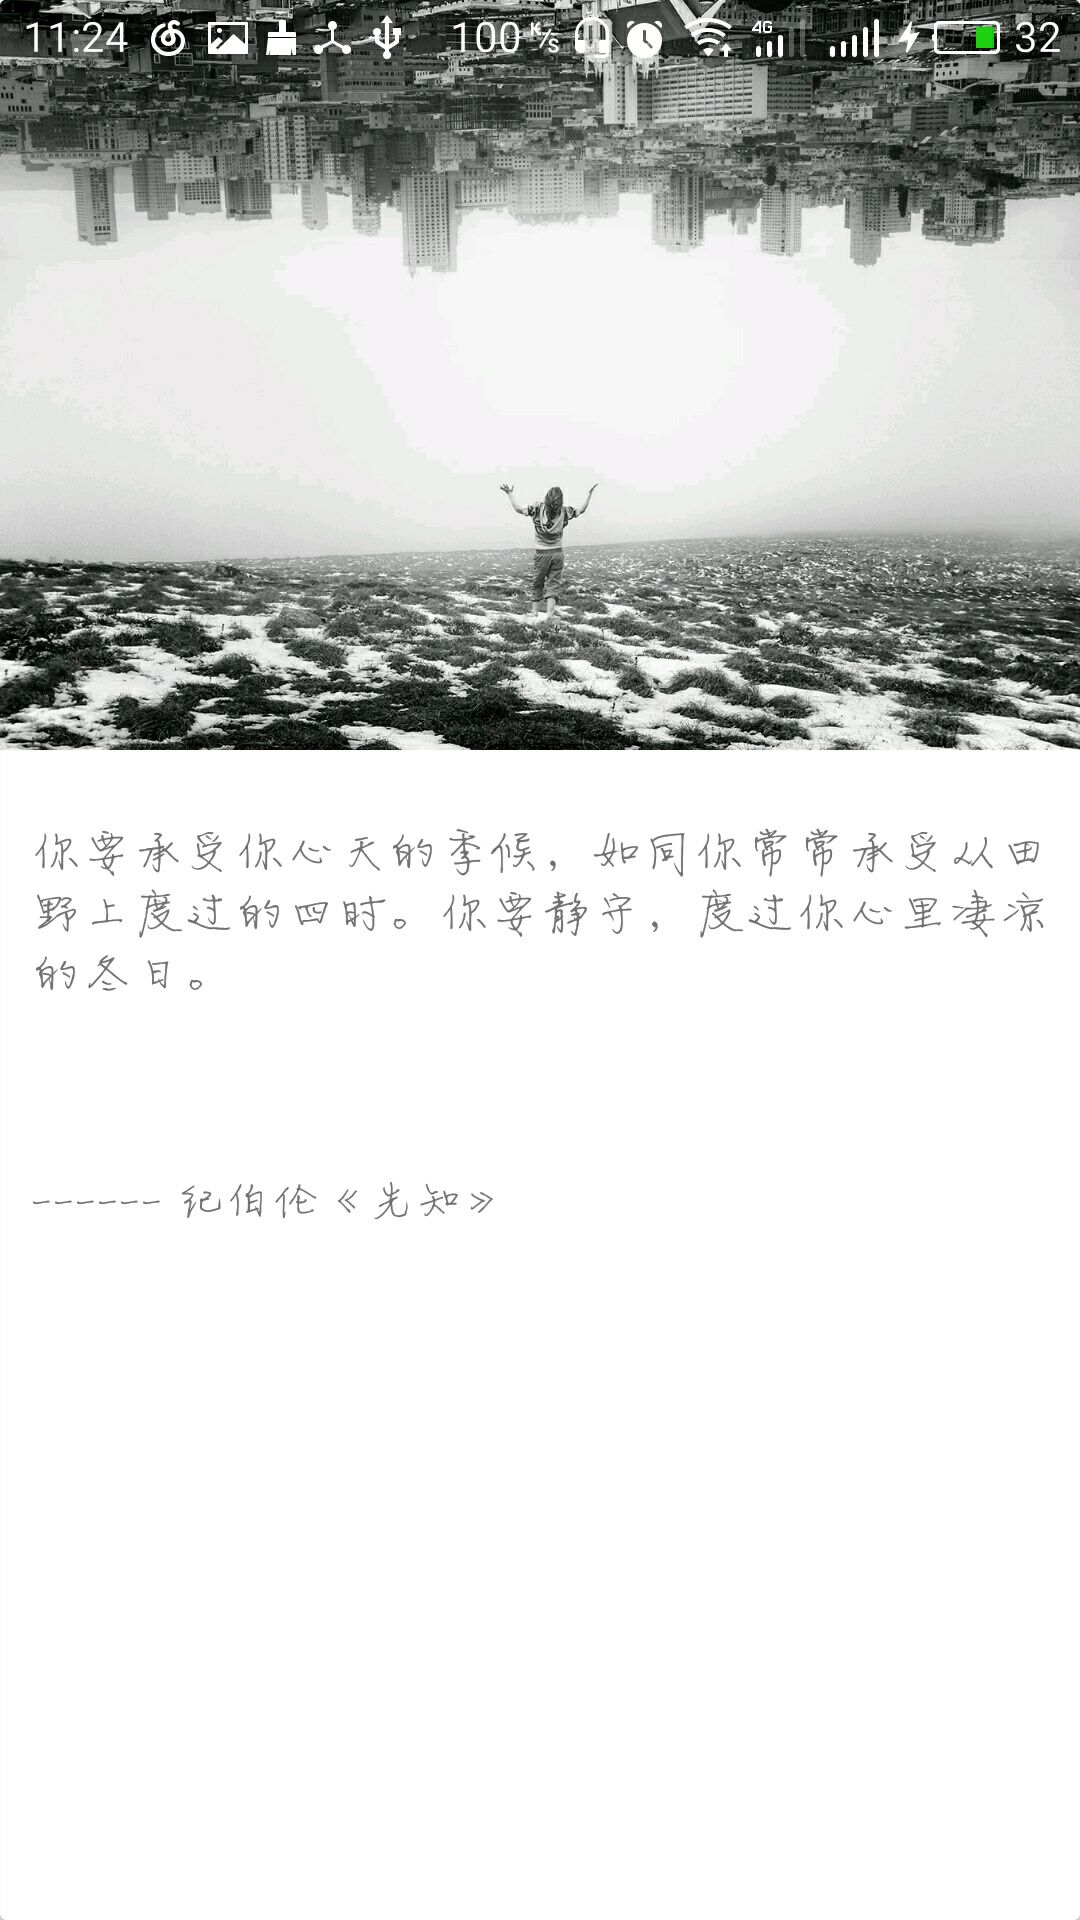 11:24 100 K/s 4G 32
你要承受你心天的季候，如同你常常承受从田
野上度过的四时。你要静守，度过你心里凄凉
的冬日。
------ 纪伯伦《先知》